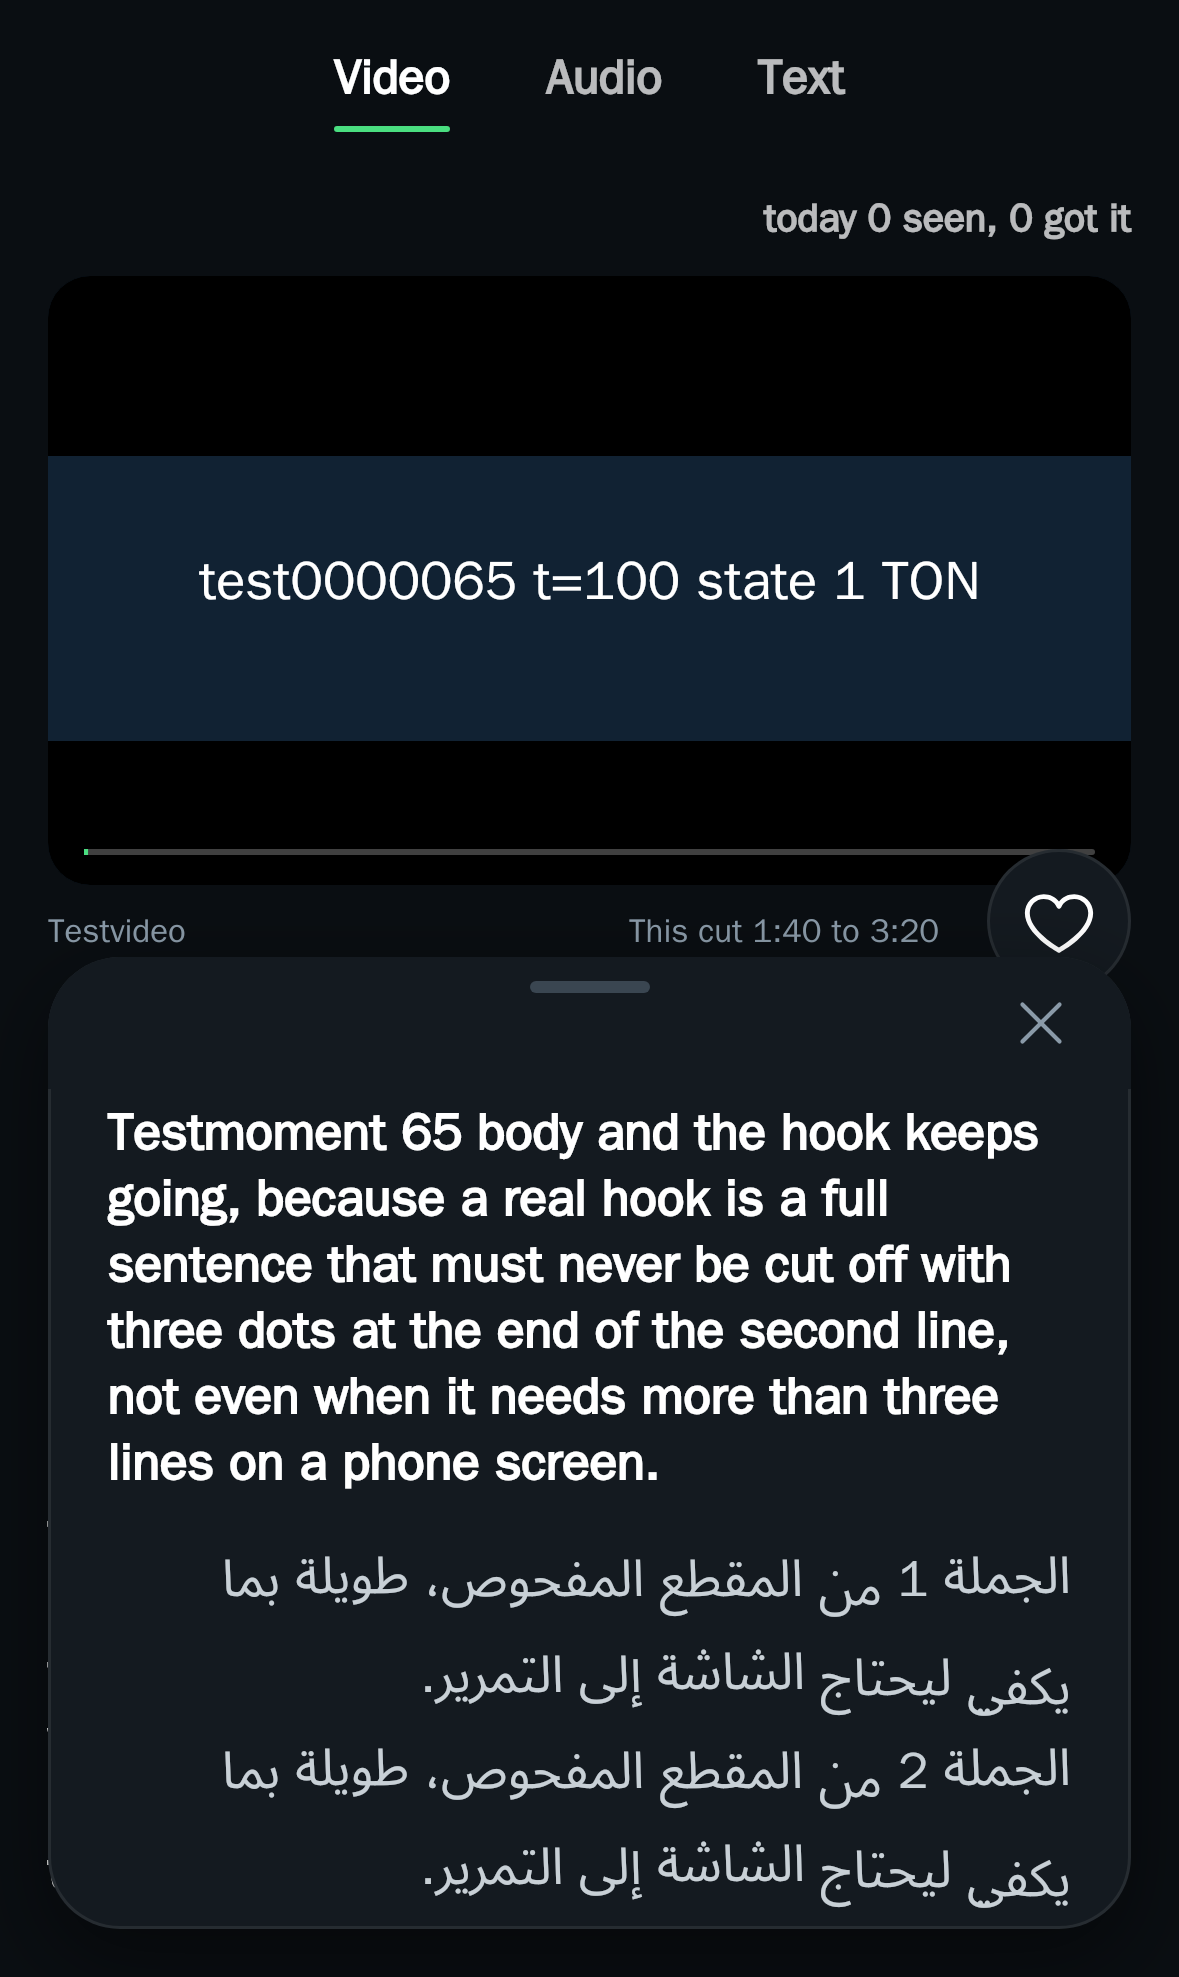 Video Audio Text
today 0 seen, 0 got it
test0000065 t=100 state 1 TON
Testvideo This cut 1:40 to 3:20
Testmoment 65 body and the hook keeps
going, because a real hook is a full
sentence that must never be cut off with
three dots at the end of the second line,
not even when it needs more than three
lines on a phone screen.
الجملة 1 من المقطع المفحوص، طويلة بما
يكفي ليحتاج الشاشة إلى التمرير.
الجملة 2 من المقطع المفحوص، طويلة بما
يكفي ليحتاج الشاشة إلى التمرير.